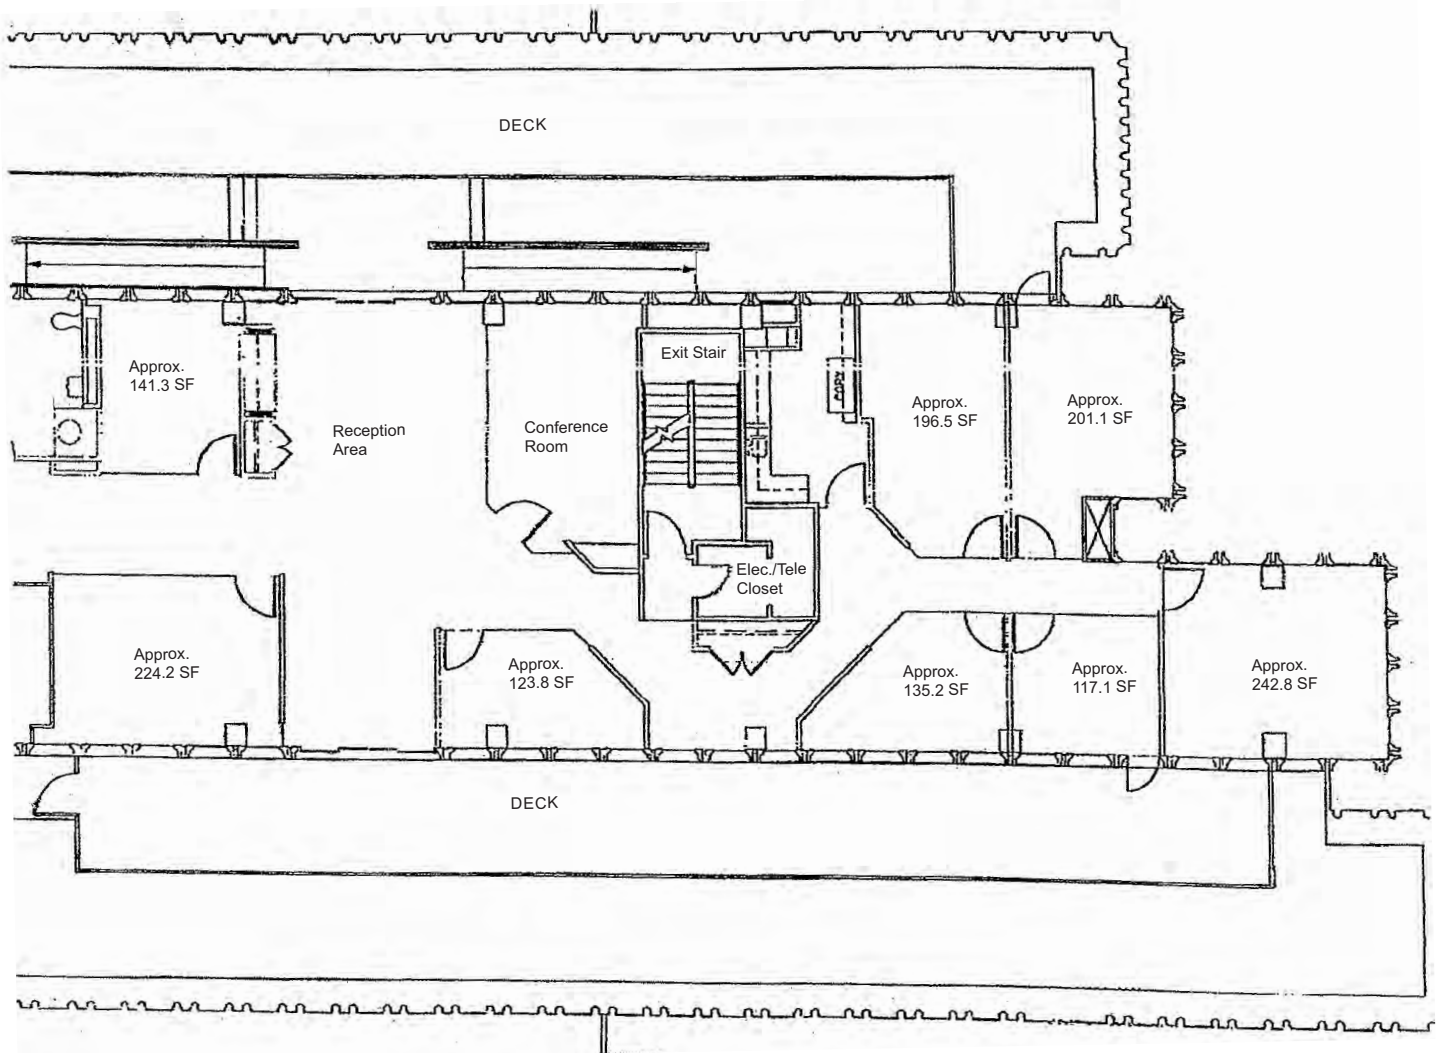 DECK
Approx.
141.3 SF
Reception
Area
Conference
Room
Exit Stair
COPY
Approx.
196.5 SF
Approx.
201.1 SF
Elec./Tele
Closet
Approx.
224.2 SF
Approx.
123.8 SF
Approx.
135.2 SF
Approx.
117.1 SF
Approx.
242.8 SF
DECK